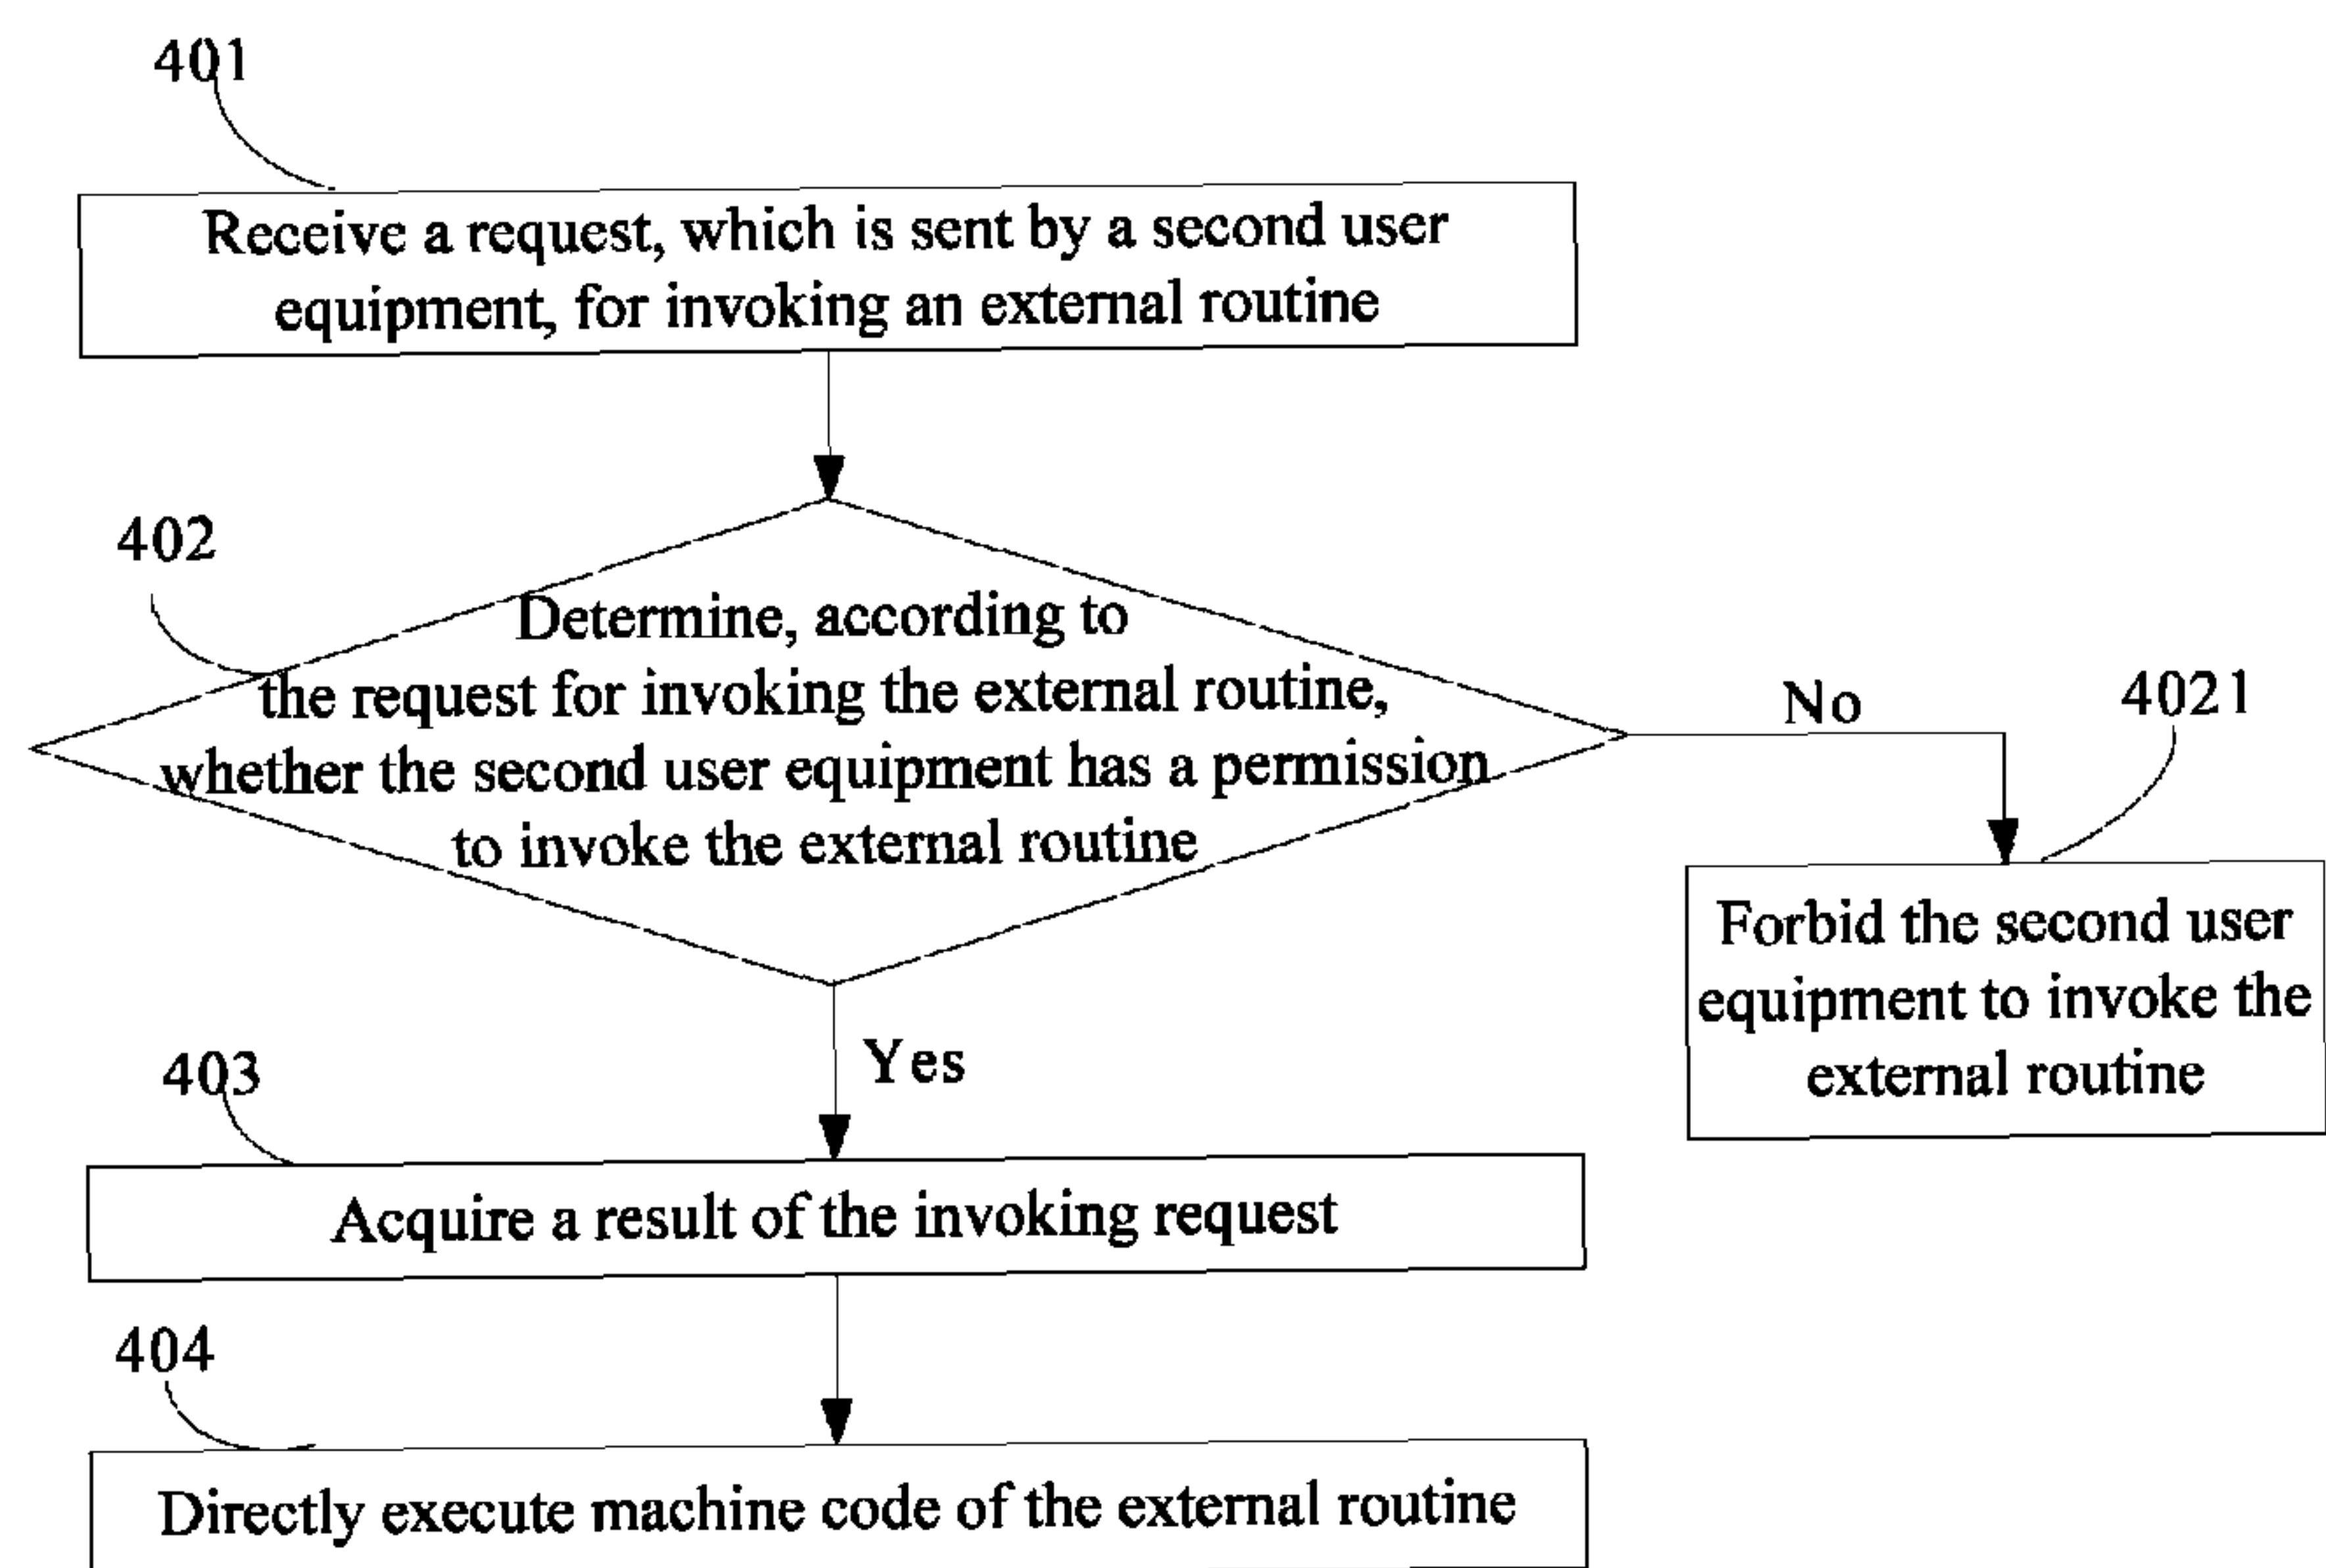 401
Receive a request, which is sent by a second user
equipment, for invoking an external routine
402
Determine, according to
the request for invoking the external routine,
whether the second user equipment has a permission
to invoke the external routine
No
4021
Forbid the second user
equipment to invoke the
external routine
Yes
403
Acquire a result of the invoking request
404
Directly execute machine code of the external routine